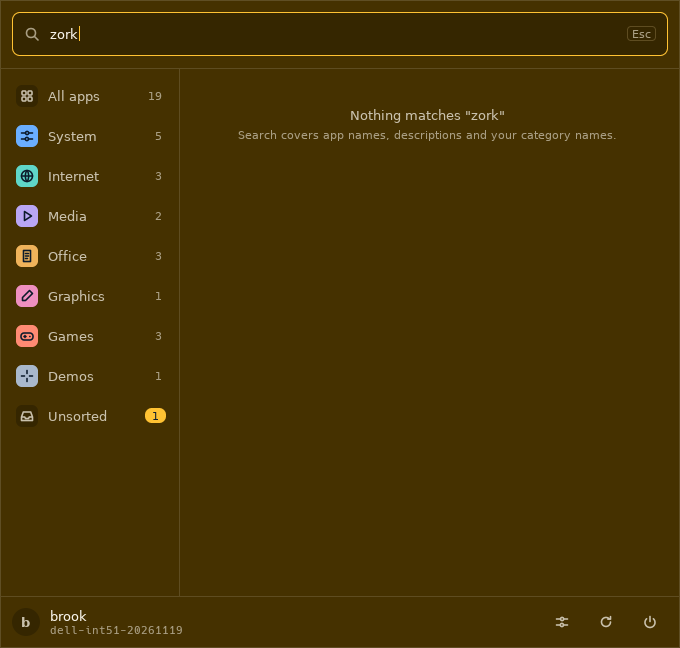 zork
Esc
All apps 19
System 5
Internet 3
Media 2
Office 3
Graphics 1
Games 3
Demos 1
Unsorted 1
Nothing matches "zork"
Search covers app names, descriptions and your category names.
b
brook
dell-int51-20261119